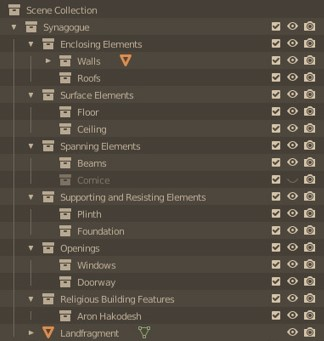 Scene Collection
Synagogue
Enclosing Elements
Walls
Roofs
Surface Elements
Floor
Ceiling
Spanning Elements
Beams
Cornice
Supporting and Resisting Elements
Plinth
Foundation
Openings
Windows
Doorway
Religious Building Features
Aron Hakodesh
Landfragment